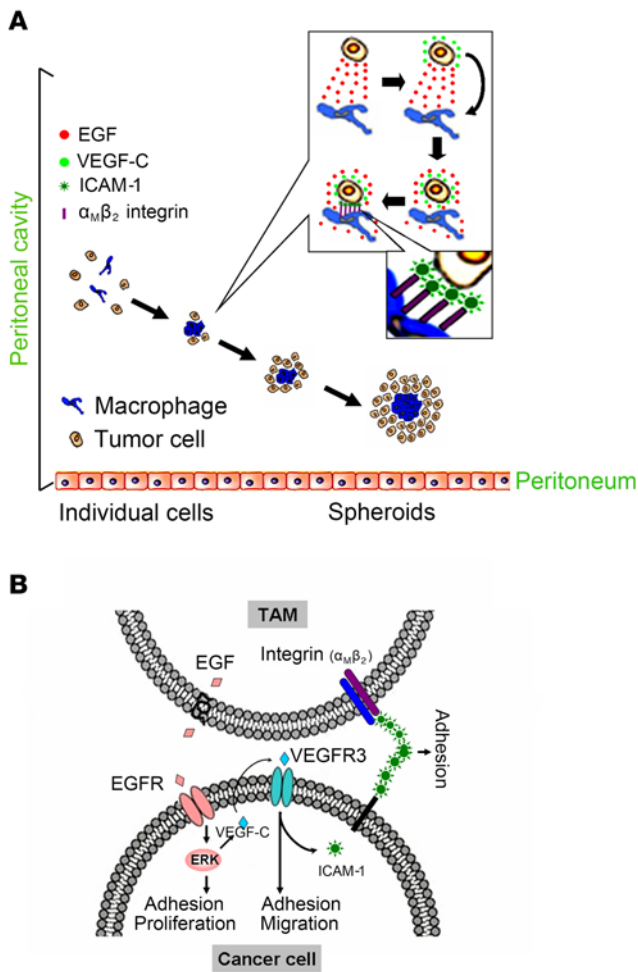 A
Peritoneal cavity
EGF
VEGF-C
ICAM-1
αMβ2 integrin
Macrophage
Tumor cell
Peritoneum
Individual cells
Spheroids
B
TAM
EGF
Integrin (αMβ2)
Adhesion
VEGFR3
EGFR
VEGF-C
ERK
ICAM-1
Adhesion
Proliferation
Adhesion
Migration
Cancer cell